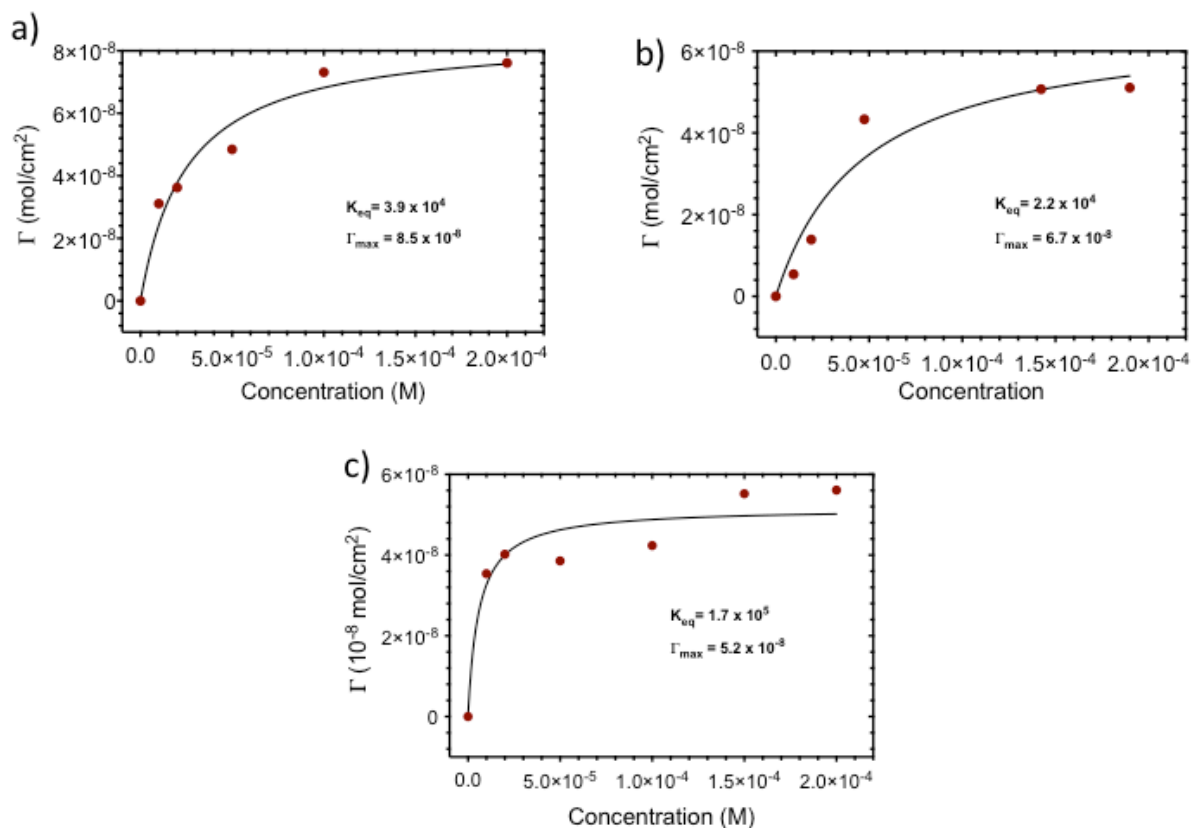 a)
8×10⁻⁸
6×10⁻⁸
4×10⁻⁸
2×10⁻⁸
0
Γ (mol/cm²)
K_eq= 3.9 x 10⁴
Γ_max = 8.5 x 10⁻⁸
0.0 5.0×10⁻⁵ 1.0×10⁻⁴ 1.5×10⁻⁴ 2.0×10⁻⁴
Concentration (M)
b)
6×10⁻⁸
4×10⁻⁸
2×10⁻⁸
0
Γ (mol/cm²)
K_eq= 2.2 x 10⁴
Γ_max = 6.7 x 10⁻⁸
0.0 5.0×10⁻⁵ 1.0×10⁻⁴ 1.5×10⁻⁴ 2.0×10⁻⁴
Concentration
c)
6×10⁻⁸
4×10⁻⁸
2×10⁻⁸
0
Γ (10⁻⁸ mol/cm²)
K_eq= 1.7 x 10⁵
Γ_max = 5.2 x 10⁻⁸
0.0 5.0×10⁻⁵ 1.0×10⁻⁴ 1.5×10⁻⁴ 2.0×10⁻⁴
Concentration (M)